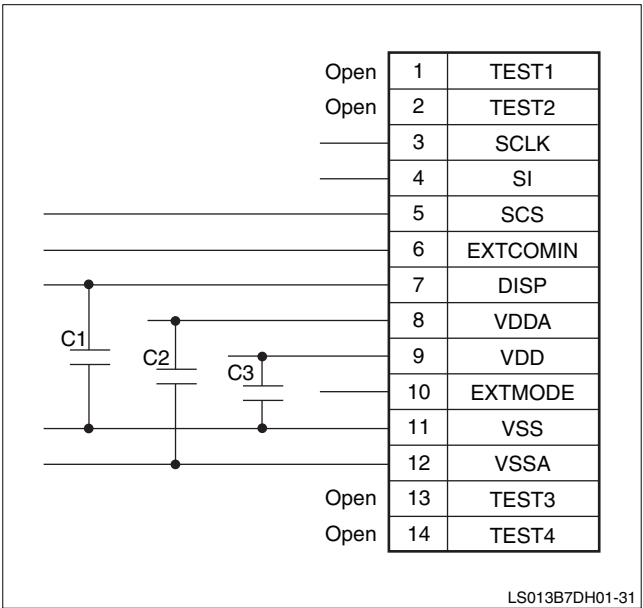 Open 1 TEST1
Open 2 TEST2
3 SCLK
4 SI
5 SCS
6 EXTCOMIN
7 DISP
8 VDDA
C1
C2
9 VDD
C3
10 EXTMODE
11 VSS
12 VSSA
Open 13 TEST3
Open 14 TEST4
LS013B7DH01-31